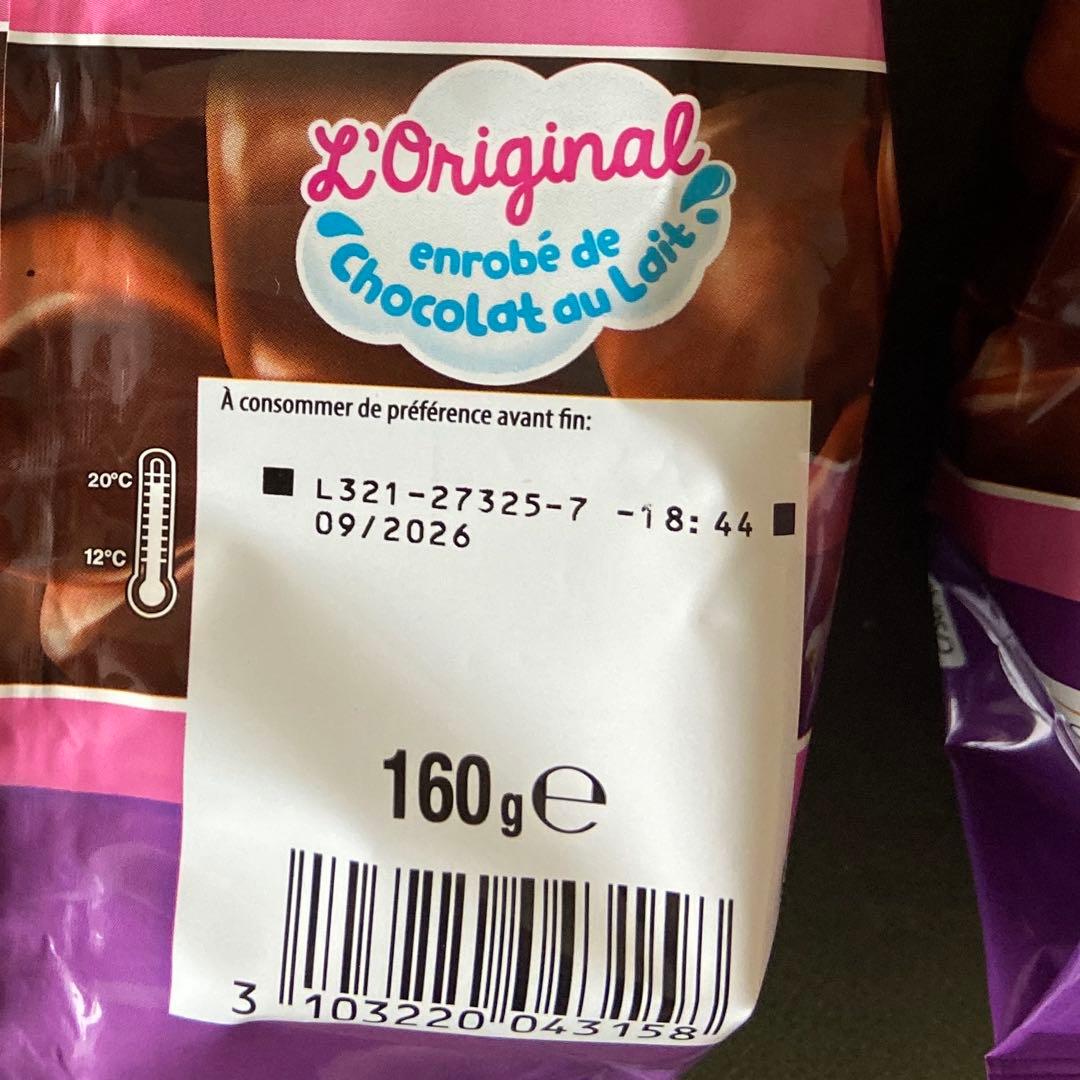 L'Original
enrobé de
Chocolat au Lait
À consommer de préférence avant fin:
20°C
12°C
L321-27325-7 -18:44
09/2026
160 g ℮
3 103220 043158